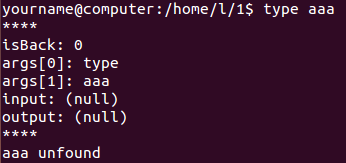 yourname@computer:/home/l/1$ type aaa
****
isBack: 0
args[0]: type
args[1]: aaa
input: (null)
output: (null)
****
aaa unfound